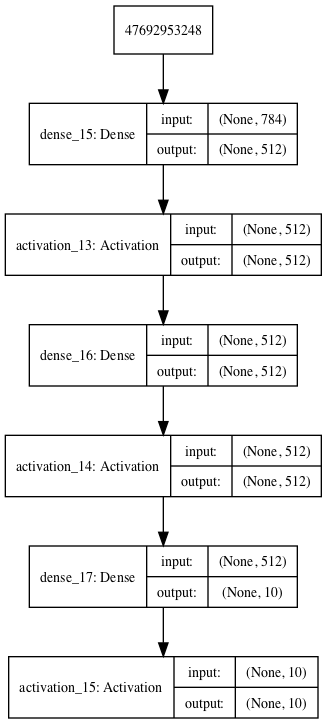 47692953248
dense_15: Dense
input:
(None, 784)
output:
(None, 512)
activation_13: Activation
input:
(None, 512)
output:
(None, 512)
dense_16: Dense
input:
(None, 512)
output:
(None, 512)
activation_14: Activation
input:
(None, 512)
output:
(None, 512)
dense_17: Dense
input:
(None, 512)
output:
(None, 10)
activation_15: Activation
input:
(None, 10)
output:
(None, 10)